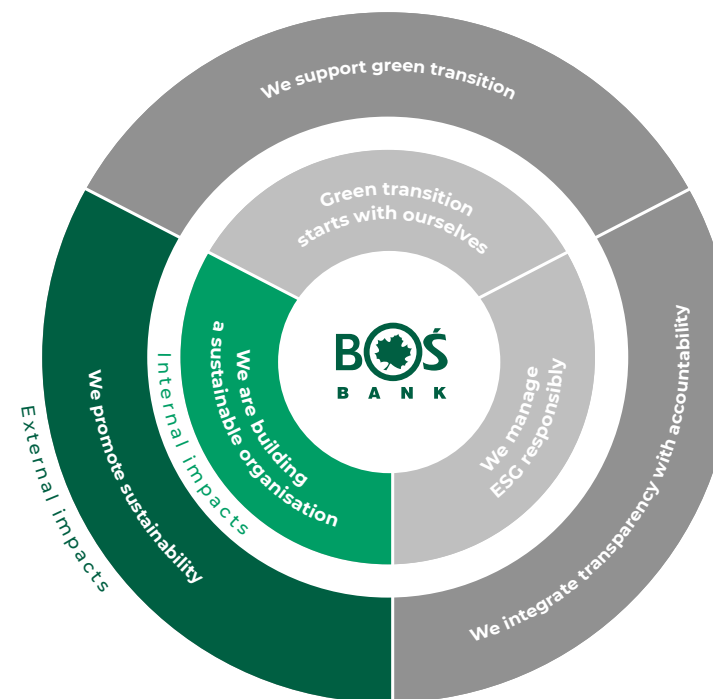 We support green transition
Green transition
starts with ourselves
BOŚ
BANK
We are building
a sustainable organisation
We manage
ESG responsibly
Internal impacts
We promote sustainability
External impacts
We integrate transparency with accountability